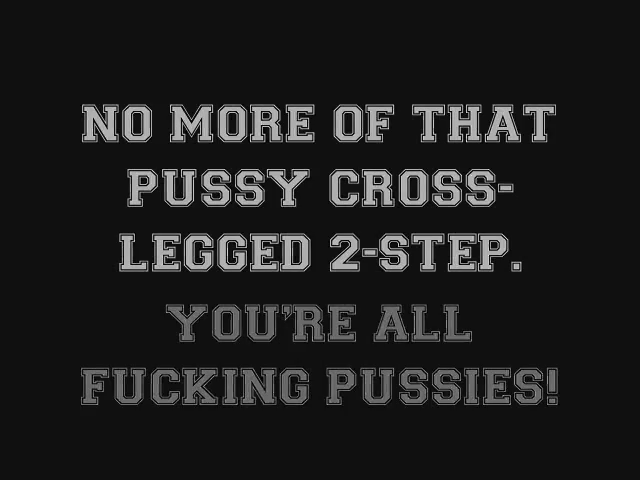 NO MORE OF THAT
PUSSY CROSS-
LEGGED 2-STEP.
YOU'RE ALL
FUCKING PUSSIES!